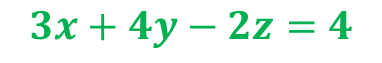 3x + 4y − 2z = 4